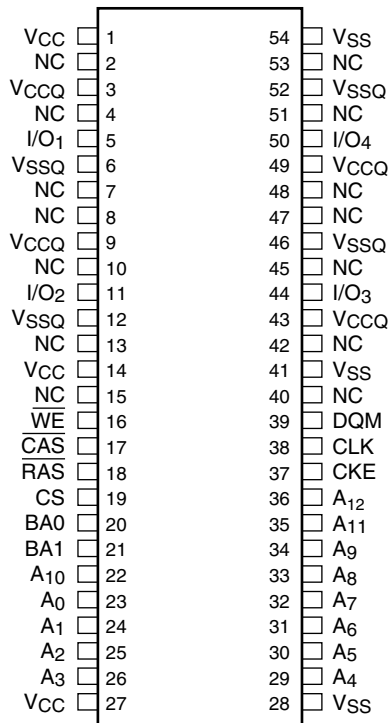 VCC 1 54 VSS
NC 2 53 NC
VCCQ 3 52 VSSQ
NC 4 51 NC
I/O1 5 50 I/O4
VSSQ 6 49 VCCQ
NC 7 48 NC
NC 8 47 NC
VCCQ 9 46 VSSQ
NC 10 45 NC
I/O2 11 44 I/O3
VSSQ 12 43 VCCQ
NC 13 42 NC
VCC 14 41 VSS
NC 15 40 NC
W̅E̅ 16 39 DQM
C̅A̅S̅ 17 38 CLK
R̅A̅S̅ 18 37 CKE
CS 19 36 A12
BA0 20 35 A11
BA1 21 34 A9
A10 22 33 A8
A0 23 32 A7
A1 24 31 A6
A2 25 30 A5
A3 26 29 A4
VCC 27 28 VSS